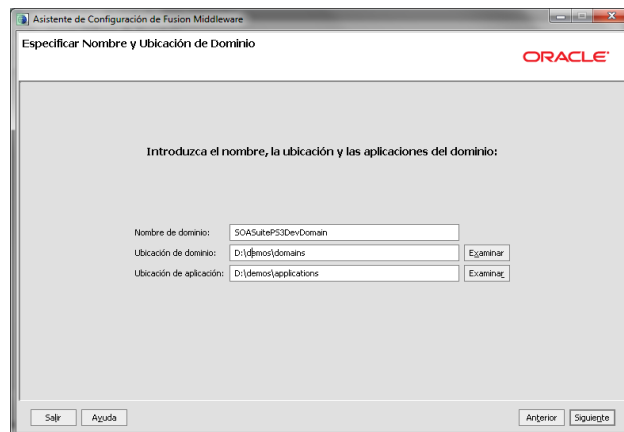 Asistente de Configuración de Fusion Middleware
Especificar Nombre y Ubicación de Dominio
ORACLE
Introduzca el nombre, la ubicación y las aplicaciones del dominio:
Nombre de dominio: SOASuitePS3DevDomain
Ubicación de dominio: D:\demos\domains Examinar
Ubicación de aplicación: D:\demos\applications Examinar
Salir Ayuda Anterior Siguiente